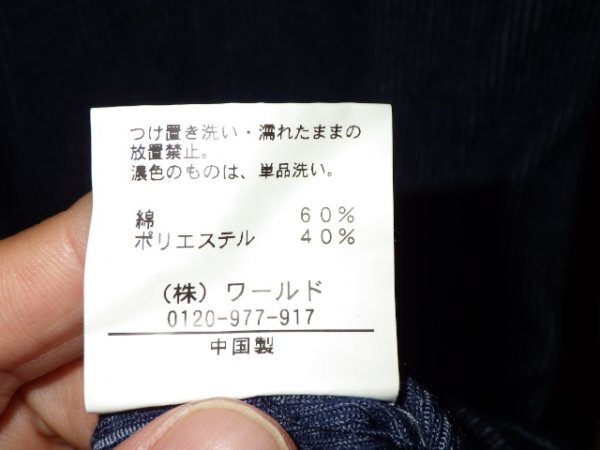 つけ置き洗い・濡れたままの
放置禁止。
濃色のものは、単品洗い。
綿 60%
ポリエステル 40%
(株) ワールド
0120-977-917
中国製